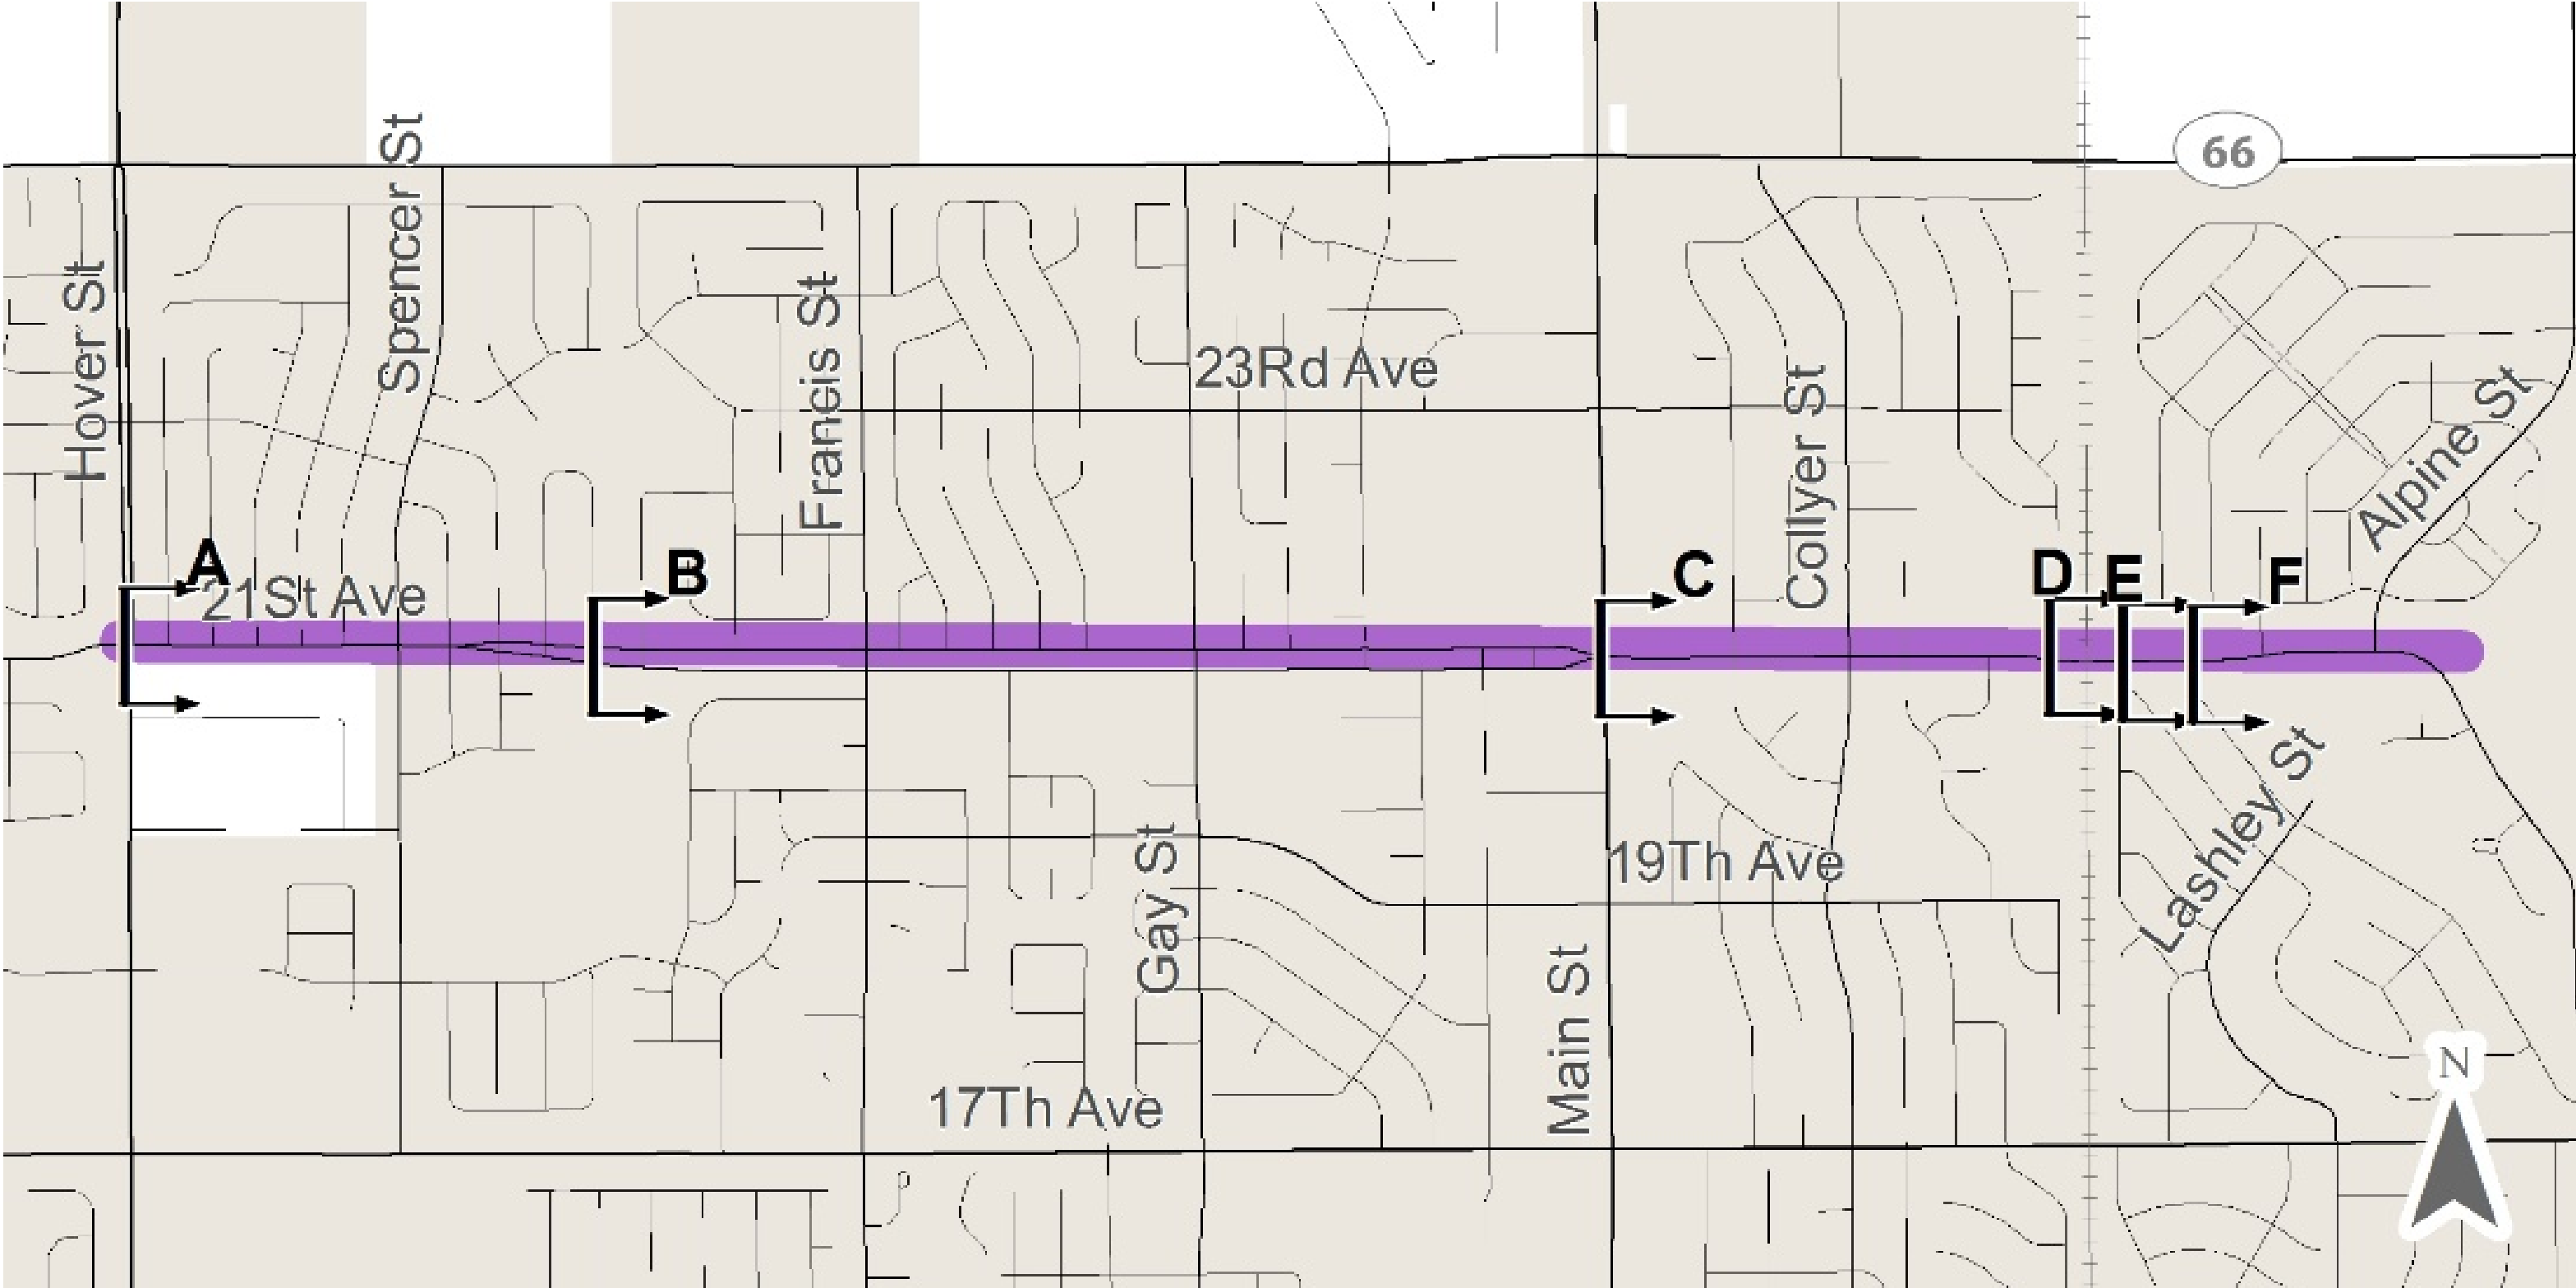 66
Spencer St
Hover St
Francis St
23Rd Ave
Collyer St
Alpine St
A
B
C
D
E
F
21St Ave
Lashley St
19Th Ave
Gay St
Main St
17Th Ave
N